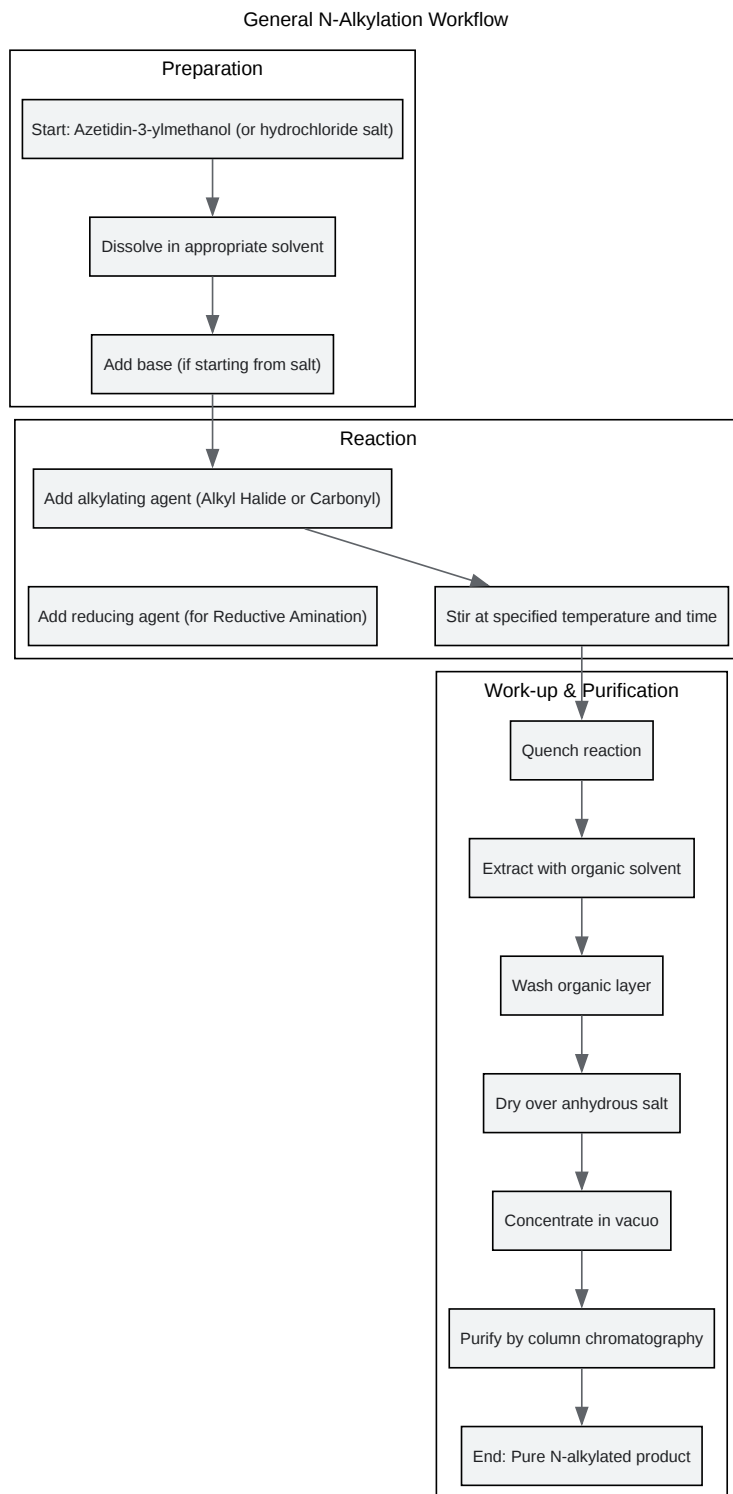 General N-Alkylation Workflow
Preparation
Start: Azetidin-3-ylmethanol (or hydrochloride salt)
Dissolve in appropriate solvent
Add base (if starting from salt)
Reaction
Add alkylating agent (Alkyl Halide or Carbonyl)
Add reducing agent (for Reductive Amination)
Stir at specified temperature and time
Work-up & Purification
Quench reaction
Extract with organic solvent
Wash organic layer
Dry over anhydrous salt
Concentrate in vacuo
Purify by column chromatography
End: Pure N-alkylated product